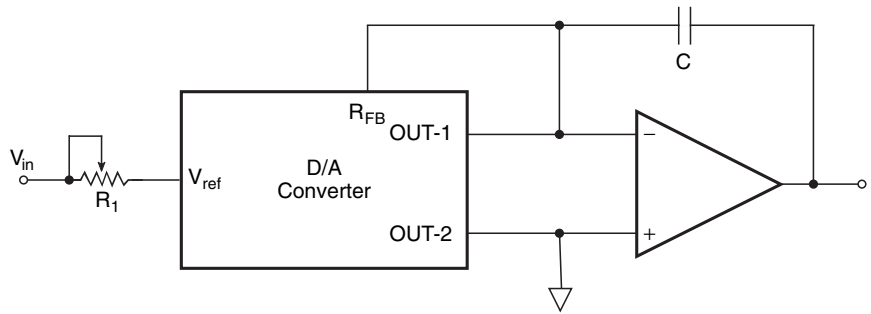 C
R_FB
OUT-1
−
V_in
D/A
Converter
V_ref
R_1
OUT-2
+